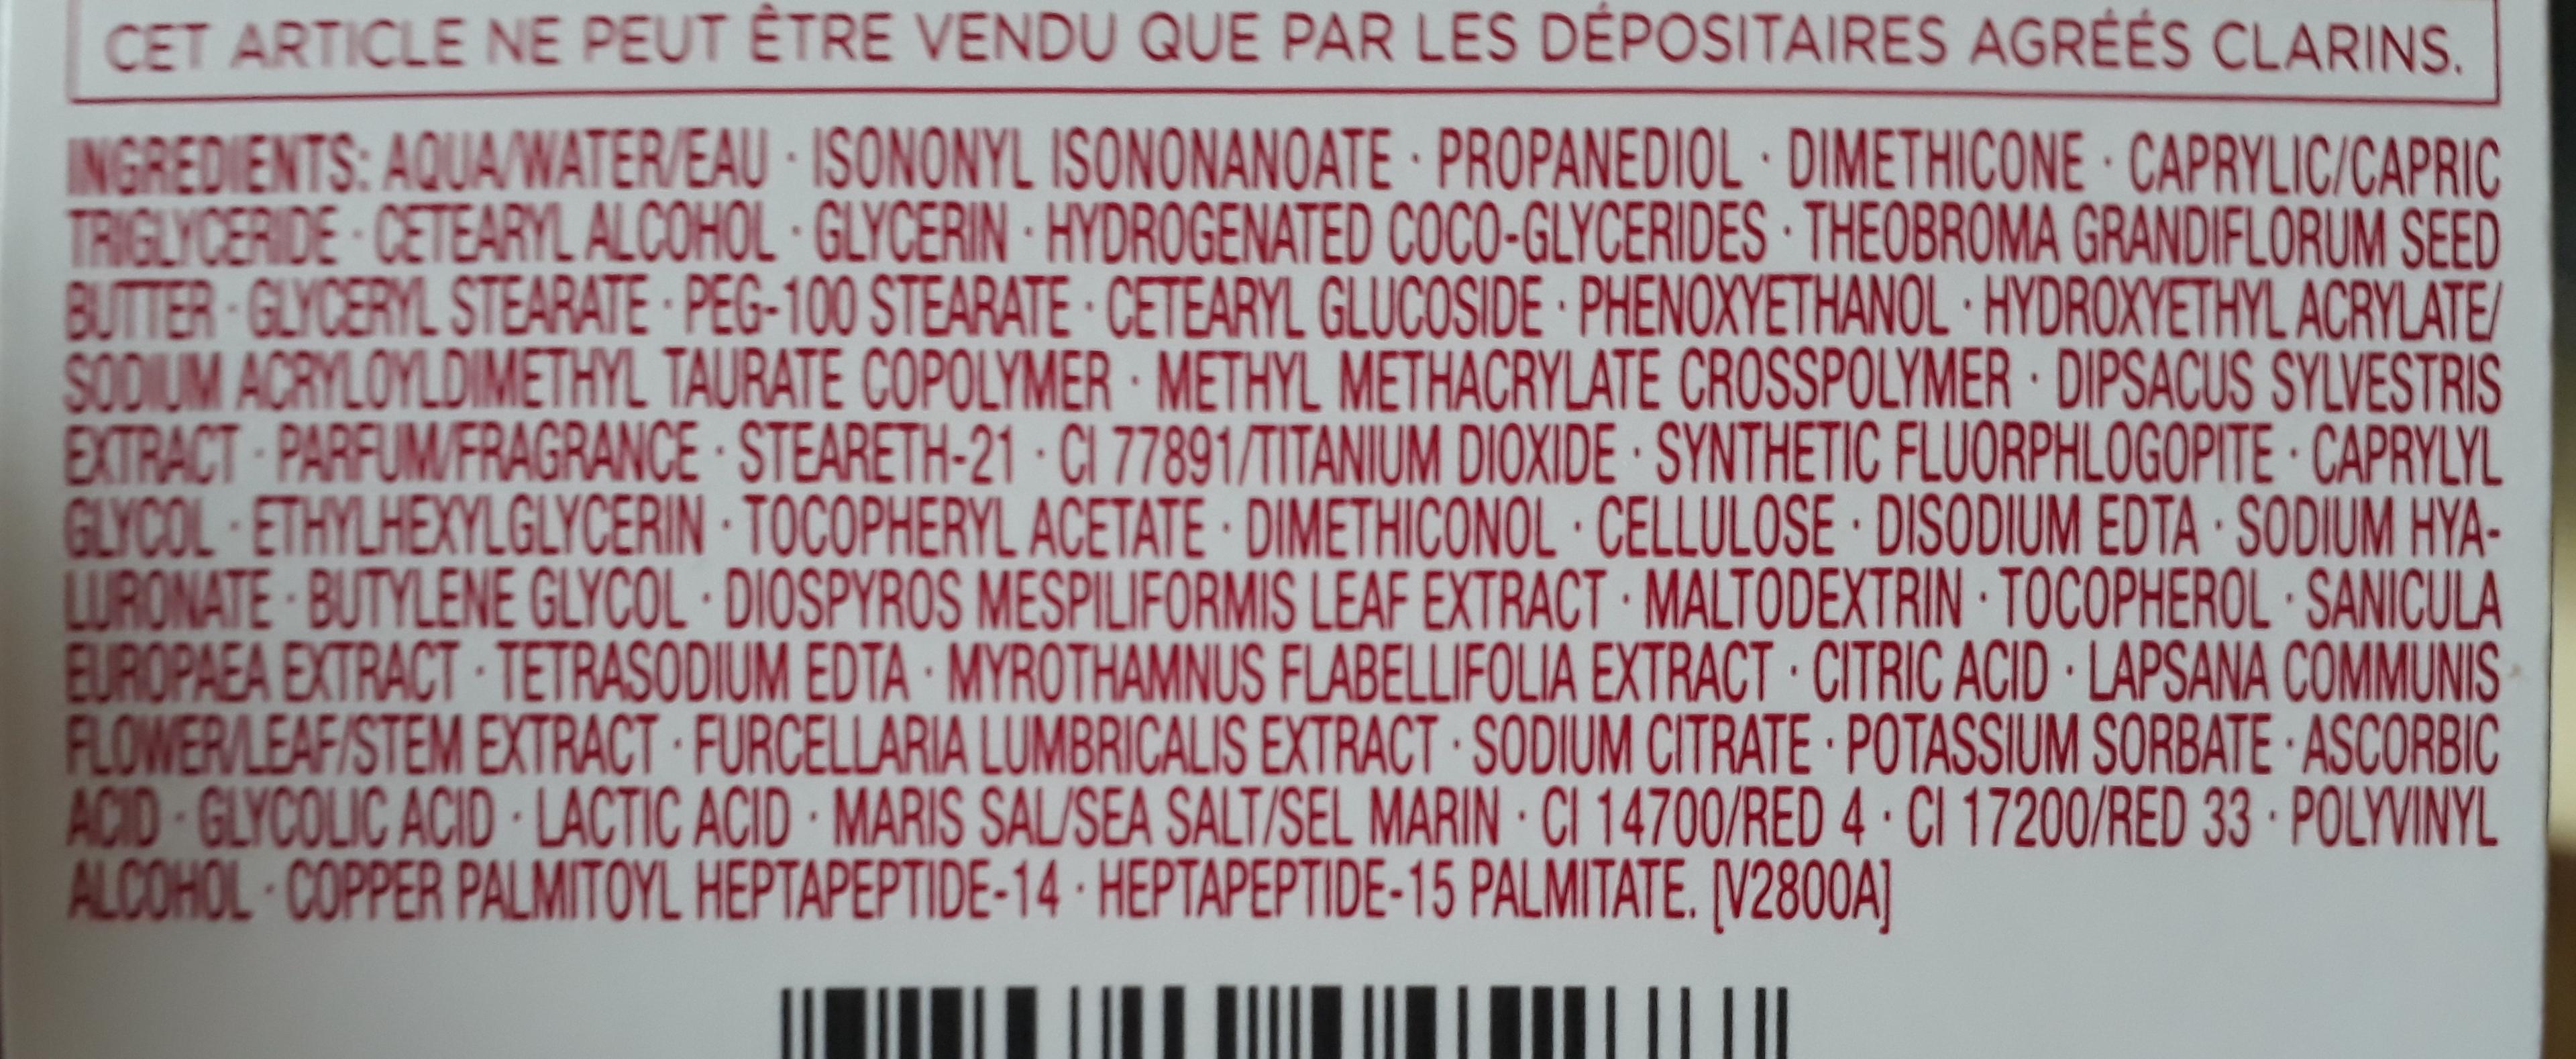 CET ARTICLE NE PEUT ÊTRE VENDU QUE PAR LES DÉPOSITAIRES AGRÉÉS CLARINS.
INGREDIENTS: AQUA/WATER/EAU · ISONONYL ISONONANOATE · PROPANEDIOL · DIMETHICONE · CAPRYLIC/CAPRIC
TRIGLYCERIDE · CETEARYL ALCOHOL · GLYCERIN · HYDROGENATED COCO-GLYCERIDES · THEOBROMA GRANDIFLORUM SEED
BUTTER · GLYCERYL STEARATE · PEG-100 STEARATE · CETEARYL GLUCOSIDE · PHENOXYETHANOL · HYDROXYETHYL ACRYLATE/
SODIUM ACRYLOYLDIMETHYL TAURATE COPOLYMER · METHYL METHACRYLATE CROSSPOLYMER · DIPSACUS SYLVESTRIS
EXTRACT · PARFUM/FRAGRANCE · STEARETH-21 · CI 77891/TITANIUM DIOXIDE · SYNTHETIC FLUORPHLOGOPITE · CAPRYLYL
GLYCOL · ETHYLHEXYLGLYCERIN · TOCOPHERYL ACETATE · DIMETHICONOL · CELLULOSE · DISODIUM EDTA · SODIUM HYA-
LURONATE · BUTYLENE GLYCOL · DIOSPYROS MESPILIFORMIS LEAF EXTRACT · MALTODEXTRIN · TOCOPHEROL · SANICULA
EUROPAEA EXTRACT · TETRASODIUM EDTA · MYROTHAMNUS FLABELLIFOLIA EXTRACT · CITRIC ACID · LAPSANA COMMUNIS
FLOWER/LEAF/STEM EXTRACT · FURCELLARIA LUMBRICALIS EXTRACT · SODIUM CITRATE · POTASSIUM SORBATE · ASCORBIC
ACID · GLYCOLIC ACID · LACTIC ACID · MARIS SAL/SEA SALT/SEL MARIN · CI 14700/RED 4 · CI 17200/RED 33 · POLYVINYL
ALCOHOL · COPPER PALMITOYL HEPTAPEPTIDE-14 · HEPTAPEPTIDE-15 PALMITATE. [V2800A]